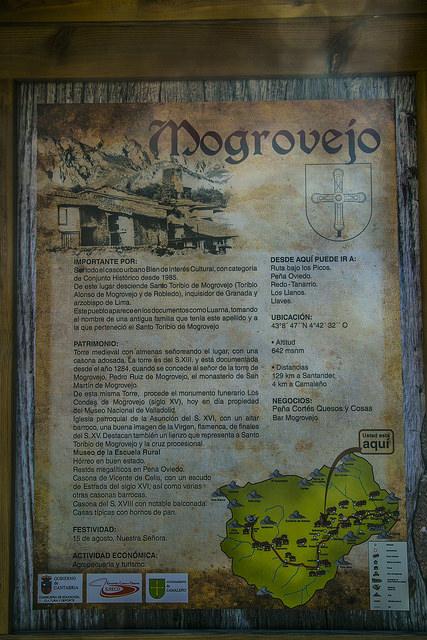 Mogrovejo
IMPORTANTE POR:
Ser todo el casco urbano Bien de Interés Cultural, con categoría
de Conjunto Histórico desde 1985.
De este lugar desciende Santo Toribio de Mogrovejo (Toribio
Alonso de Mogrovejo y de Robledo), inquisidor de Granada y
arzobispo de Lima.
Este pueblo aparece en los documentos como Luarna, tomando
el nombre de una antigua familia que tenía este apellido y a
la que perteneció el Santo Toribio de Mogrovejo
PATRIMONIO:
Torre medieval con almenas señoreando el lugar, con una
casona adosada. La torre es del S.XIII, y está documentada
desde el año 1284, cuando se concede al señor de la torre de
Mogrovejo, Pedro Ruiz de Mogrovejo, el monasterio de San
Martín de Mogrovejo.
De esta misma Torre, procede el monumento funerario Los
Condes de Mogrovejo (siglo XV), hoy en día propiedad
del Museo Nacional de Valladolid.
Iglesia parroquial de la Asunción del S. XVI, con un altar
barroco, una buena imagen de la Virgen, flamenca, de finales
del S. XV. Destacan también un lienzo que representa a Santo
Toribio de Mogrovejo y la cruz procesional.
Museo de la Escuela Rural
Hórreo en buen estado.
Restos megalíticos en Peña Oviedo.
Casona de Vicente de Celis, con un escudo
de Estrada del siglo XVI, así como varias
otras casonas barrocas.
Casona del S. XVIII con notable balconada.
Casas típicas con hornos de pan.
FESTIVIDAD:
15 de agosto. Nuestra Señora.
ACTIVIDAD ECONÓMICA:
Agropecuaria y turismo.
DESDE AQUÍ PUEDE IR A:
Ruta bajo los Picos.
Peña Oviedo.
Redo-Tanarrio.
Los Llanos.
Llaves.
UBICACIÓN:
43°8´ 47´´ N 4°42´ 32´´ O
• Altitud
642 msnm
• Distancias
129 km a Santander.
4 km a Camaleño
NEGOCIOS:
Peña Cortés Quesos y Cosas
Bar Mogrovejo.
Usted está
aquí
GOBIERNO
de
CANTABRIA
CAMALEÑO